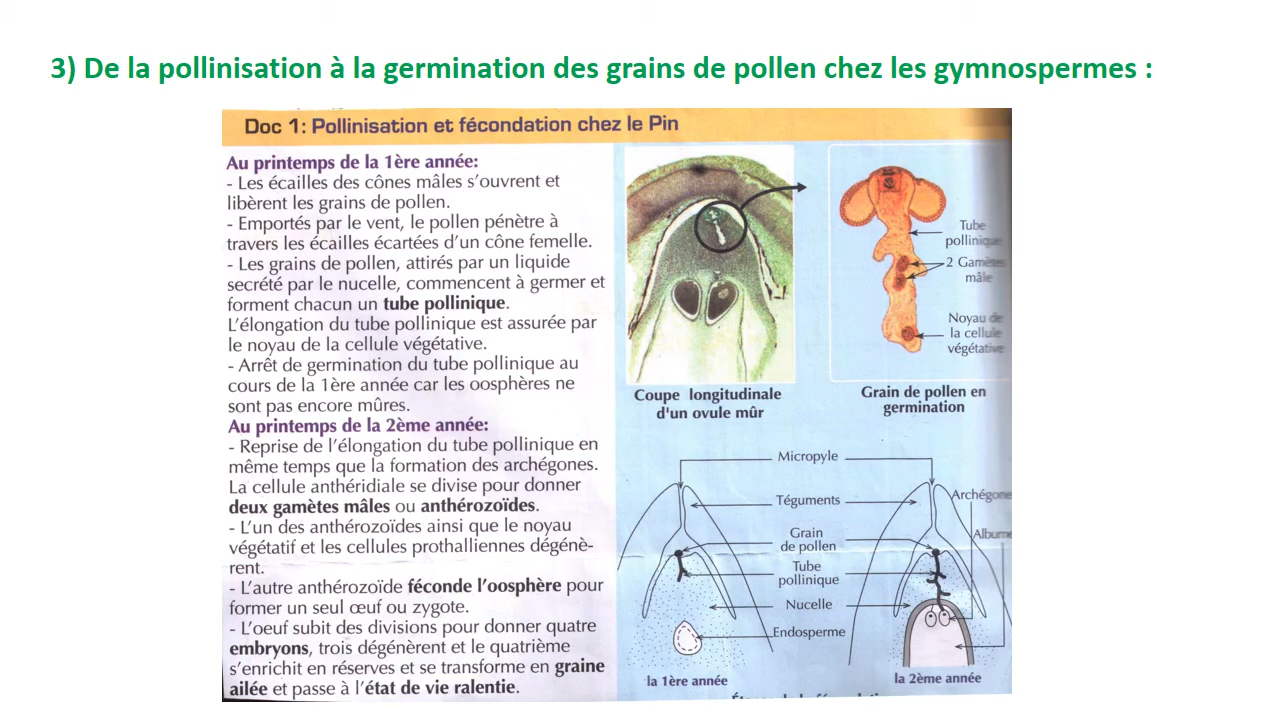 3) De la pollinisation à la germination des grains de pollen chez les gymnospermes :
Doc 1: Pollinisation et fécondation chez le Pin
Au printemps de la 1ère année:
- Les écailles des cônes mâles s'ouvrent et
libèrent les grains de pollen.
- Emportés par le vent, le pollen pénètre à
travers les écailles écartées d'un cône femelle.
- Les grains de pollen, attirés par un liquide
secrété par le nucelle, commencent à germer et
forment chacun un tube pollinique.
L'élongation du tube pollinique est assurée par
le noyau de la cellule végétative.
- Arrêt de germination du tube pollinique au
cours de la 1ère année car les oosphères ne
sont pas encore mûres.
Au printemps de la 2ème année:
- Reprise de l'élongation du tube pollinique en
même temps que la formation des archégones.
La cellule anthéridiale se divise pour donner
deux gamètes mâles ou anthérozoïdes.
- L'un des anthérozoïdes ainsi que le noyau
végétatif et les cellules prothalliennes dégénè-
rent.
- L'autre anthérozoïde féconde l'oosphère pour
former un seul œuf ou zygote.
- L'oeuf subit des divisions pour donner quatre
embryons, trois dégénèrent et le quatrième
s'enrichit en réserves et se transforme en graine
ailée et passe à l'état de vie ralentie.
Coupe longitudinale
d'un ovule mûr
Tube
pollinique
2 Gamètes
mâle
Noyau de
la cellule
végétative
Grain de pollen en
germination
Micropyle
Téguments
Grain
de pollen
Tube
pollinique
Nucelle
Endosperme
Archégone
Albume
la 1ère année
la 2ème année